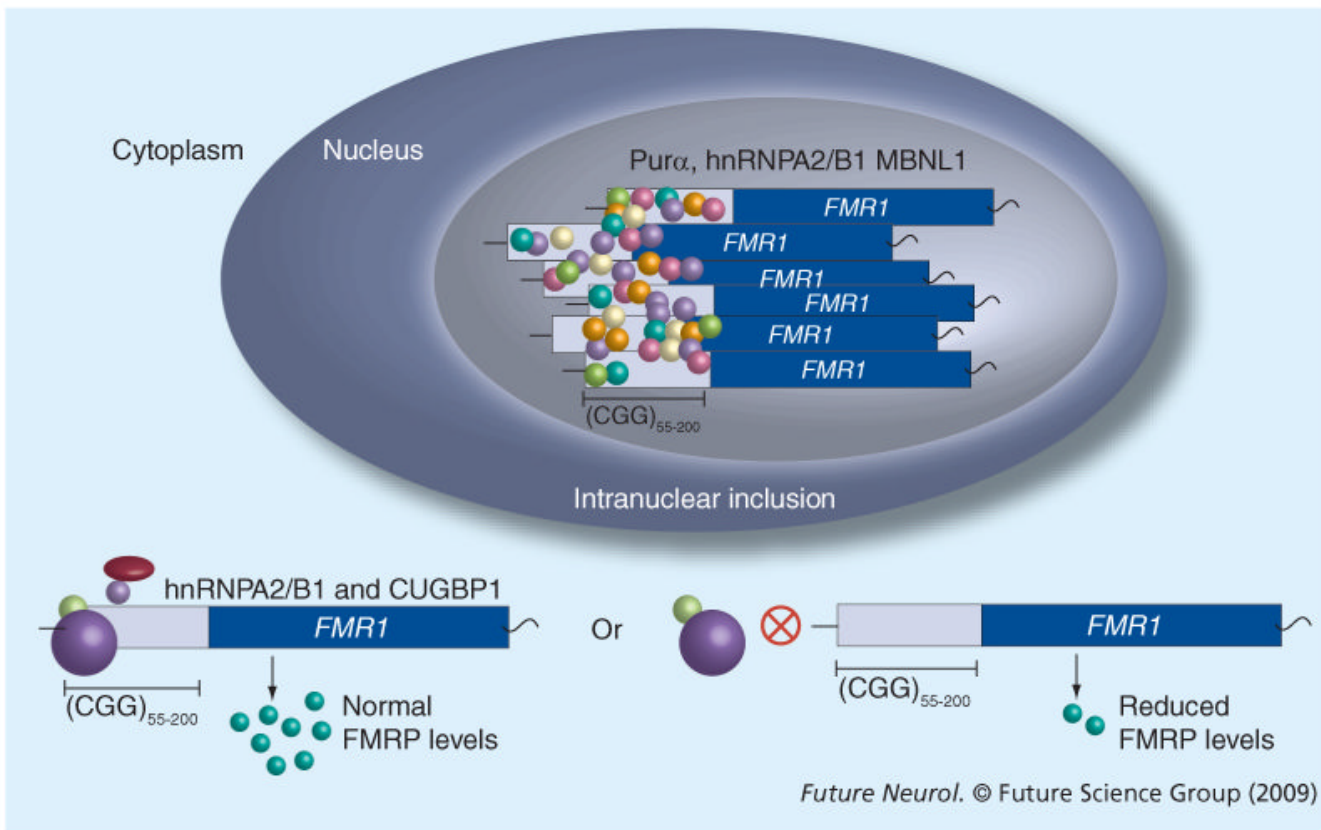 Cytoplasm
Nucleus
Purα, hnRNPA2/B1 MBNL1
FMR1
FMR1
FMR1
FMR1
FMR1
FMR1
(CGG)55-200
Intranuclear inclusion
hnRNPA2/B1 and CUGBP1
FMR1
(CGG)55-200
Normal
FMRP levels
Or
FMR1
(CGG)55-200
Reduced
FMRP levels
Future Neurol. © Future Science Group (2009)